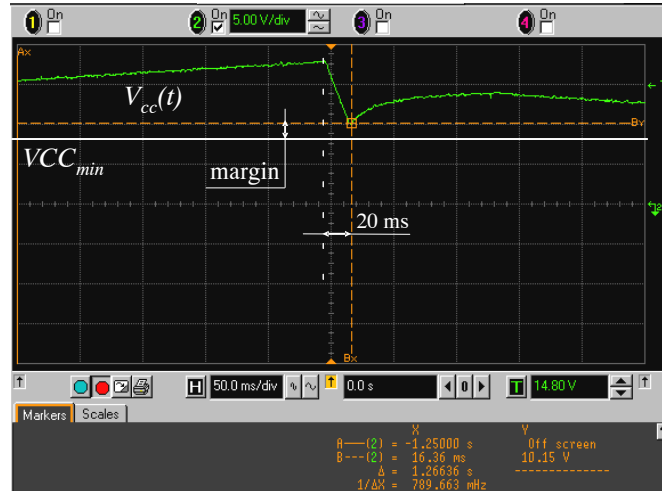 1 On 2 On 5.00 V/div 3 On 4 On
Ax
Vcc(t)
By
VCCmin
margin
2
20 ms
Bx
H 50.0 ms/div 0.0 s 0 T 14.80 V
Markers Scales
X Y
A——(2) = -1.25000 s Off screen
B---(2) = 16.36 ms 10.15 V
Δ = 1.26636 s --------------
1/ΔX = 789.663 mHz